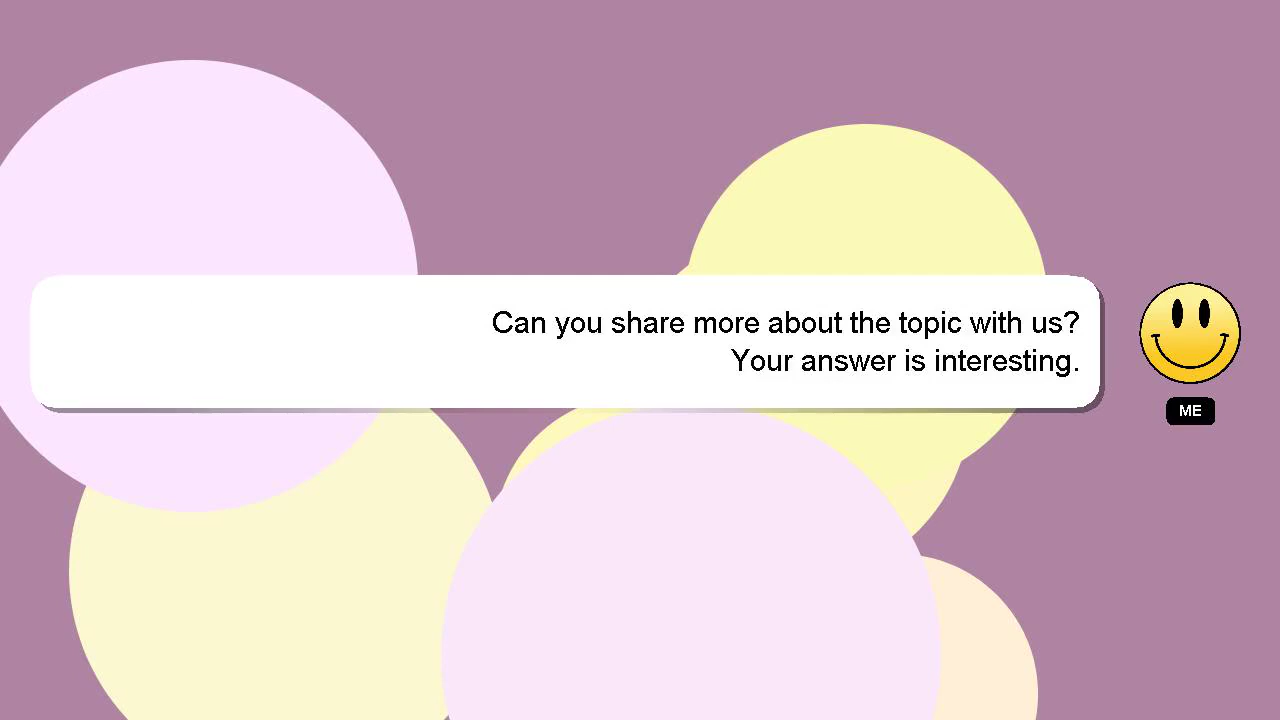 Can you share more about the topic with us?
Your answer is interesting.
ME